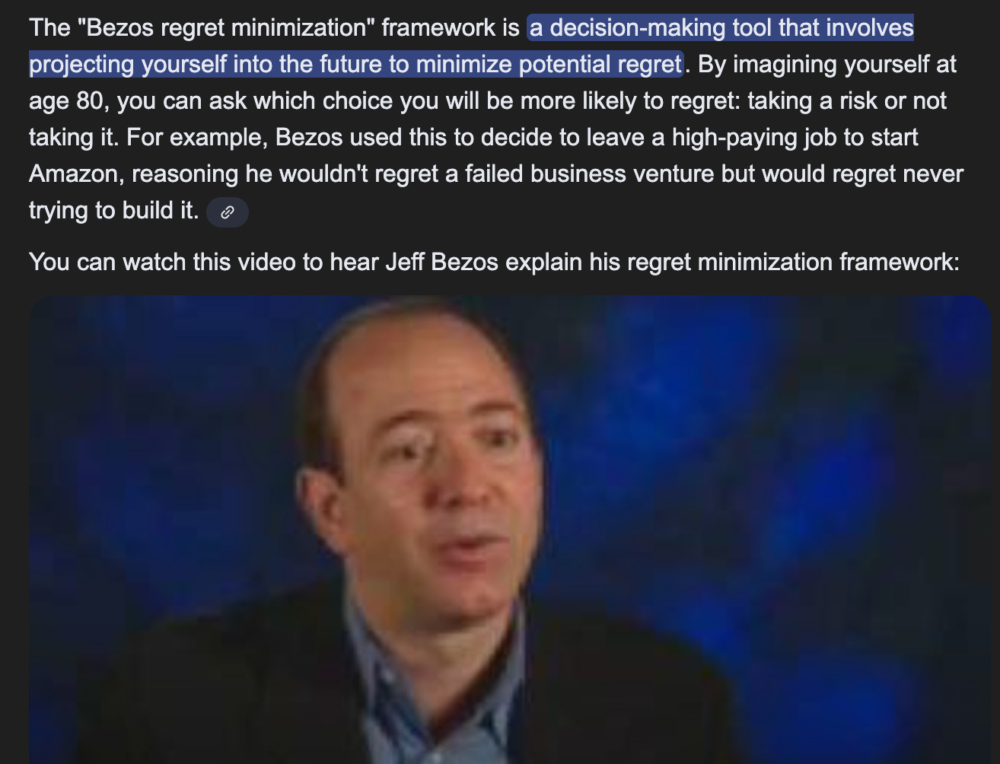 The "Bezos regret minimization" framework is a decision-making tool that involves
projecting yourself into the future to minimize potential regret. By imagining yourself at
age 80, you can ask which choice you will be more likely to regret: taking a risk or not
taking it. For example, Bezos used this to decide to leave a high-paying job to start
Amazon, reasoning he wouldn't regret a failed business venture but would regret never
trying to build it.
You can watch this video to hear Jeff Bezos explain his regret minimization framework: